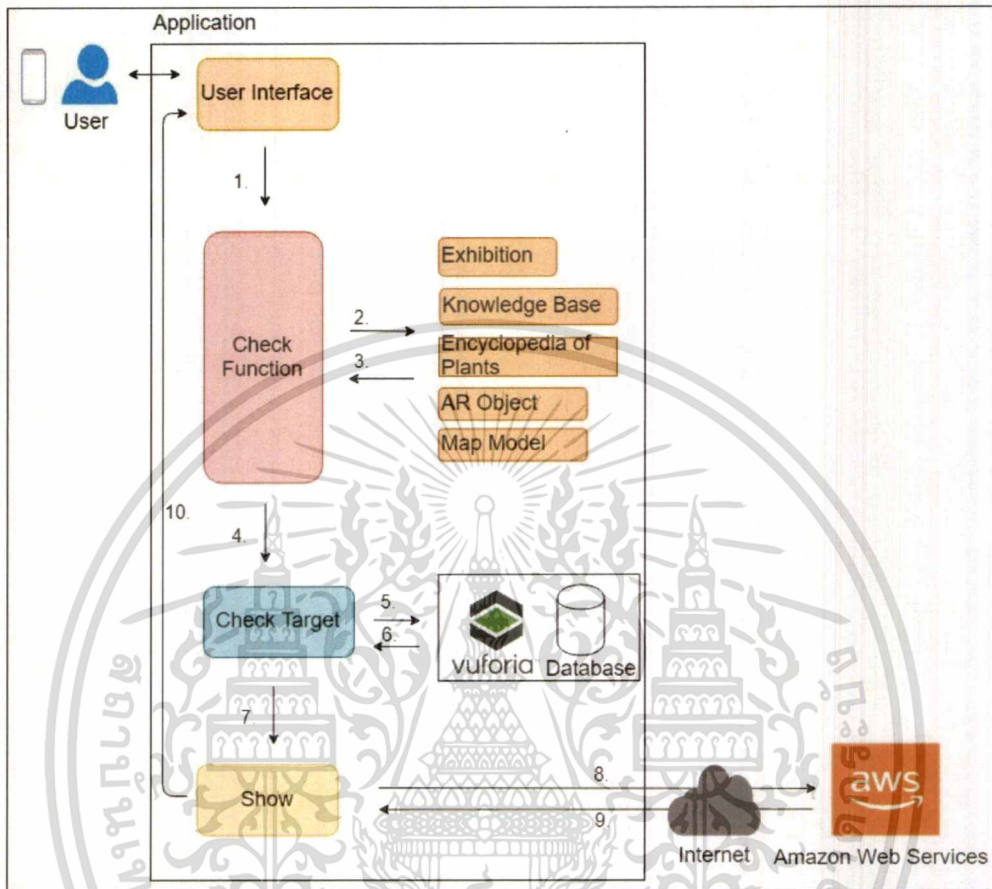 Application
User
User Interface
1.
Check
Function
2.
3.
Exhibition
Knowledge Base
Encyclopedia of
Plants
AR Object
Map Model
10.
4.
Check Target
5.
6.
vuforia
Database
7.
Show
8.
9.
Internet
aws
Amazon Web Services